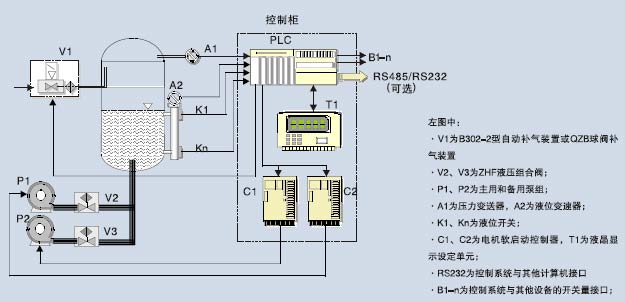 控制柜
PLC
V1
A1
B1-n
RS485/RS232
(可选)
A2
K1
T1
Kn
P1
V2
P2
V3
C1
C2
左图中：
·V1为B302-2型自动补气装置或QZB球阀补
气装置
·V2、V3为ZHF液压组合阀;
·P1、P2为主用和备用泵组;
·A1为压力变送器，A2为液位变速器;
·K1、Kn为液位开关;
·C1、C2为电机软启动控制器，T1为液晶显
示设定单元;
·RS232为控制系统与其他计算机接口
·B1-n为控制系统与其他设备的开关量接口;